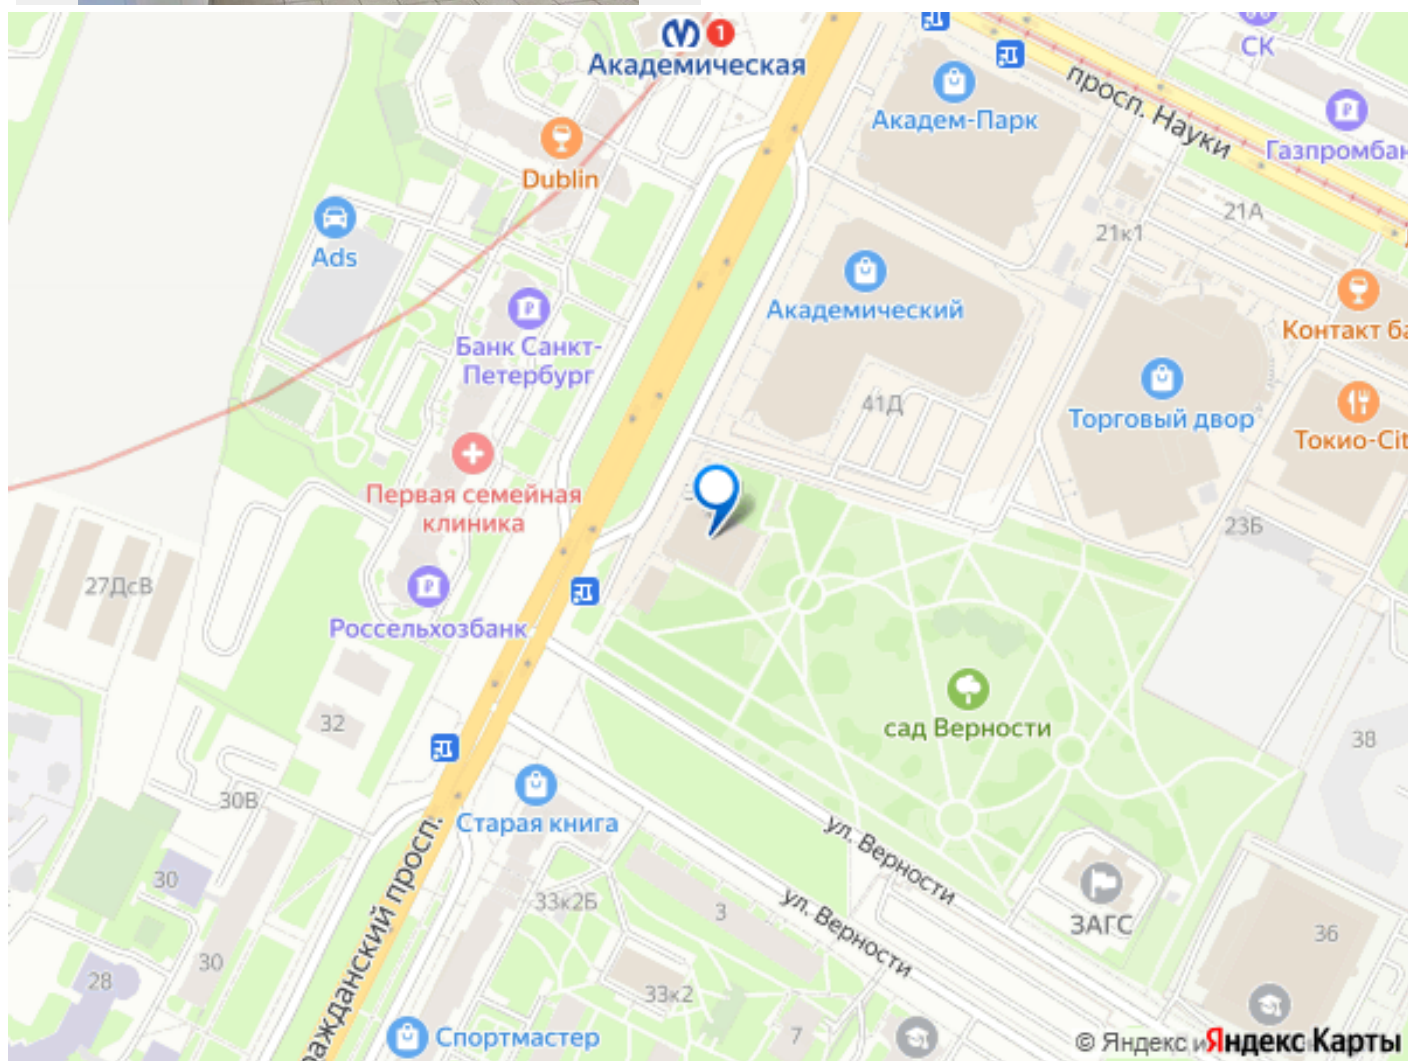 1
Академическая
СК
просп. Науки
Академ-Парк
Газпромбан
Dublin
21А
21к1
Ads
Академический
Контакт ба
Банк Санкт-
Петербург
41Д
Торговый двор
Токио-Cit
Первая семейная
клиника
23Б
27ДсВ
Россельхозбанк
сад Верности
32
38
30В
Старая книга
ул. Верности
ражданский просп.
30
33к2Б
3
ул. Верности
ЗАГС
36
30
28
33к2
7
Спортмастер
© Яндекс и
Яндекс Карты